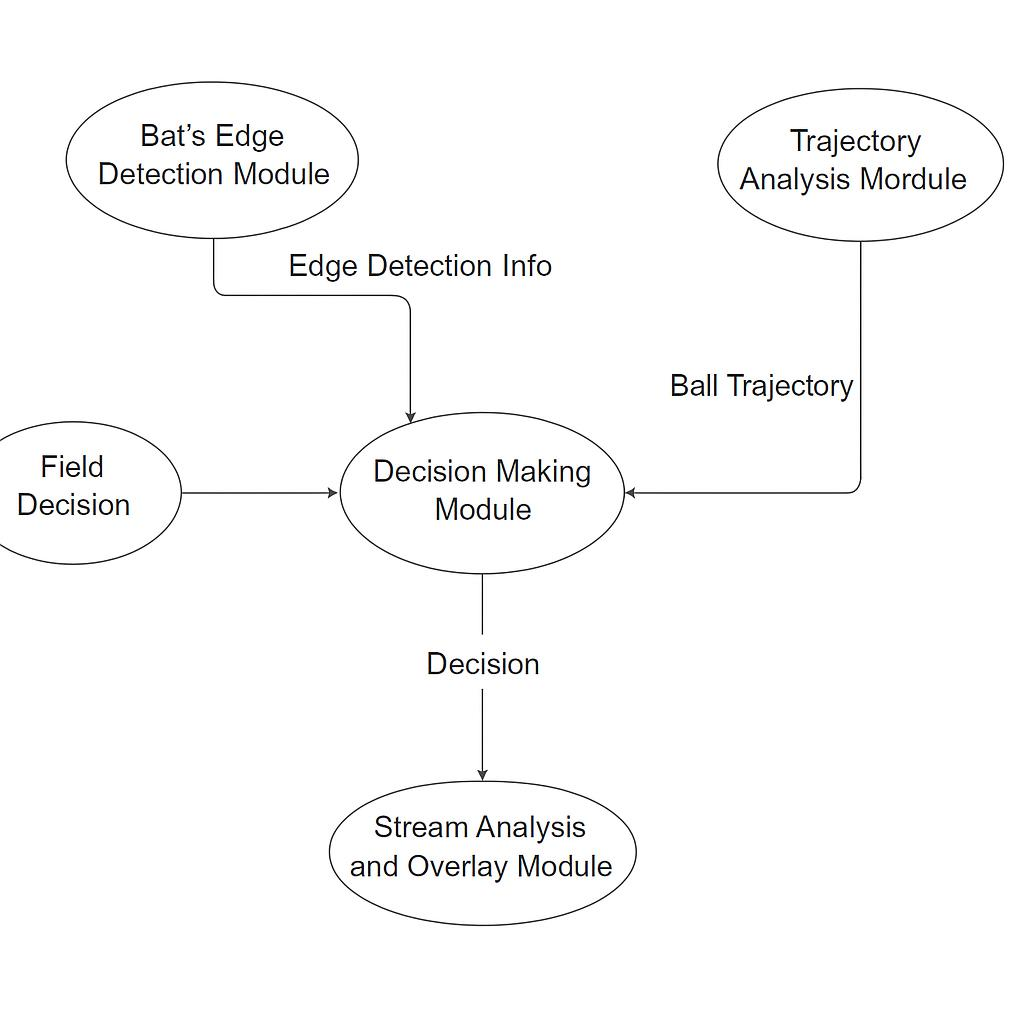 Bat’s Edge
Detection Module
Trajectory
Analysis Mordule
Edge Detection Info
Ball Trajectory
Field
Decision
Decision Making
Module
Decision
Stream Analysis
and Overlay Module